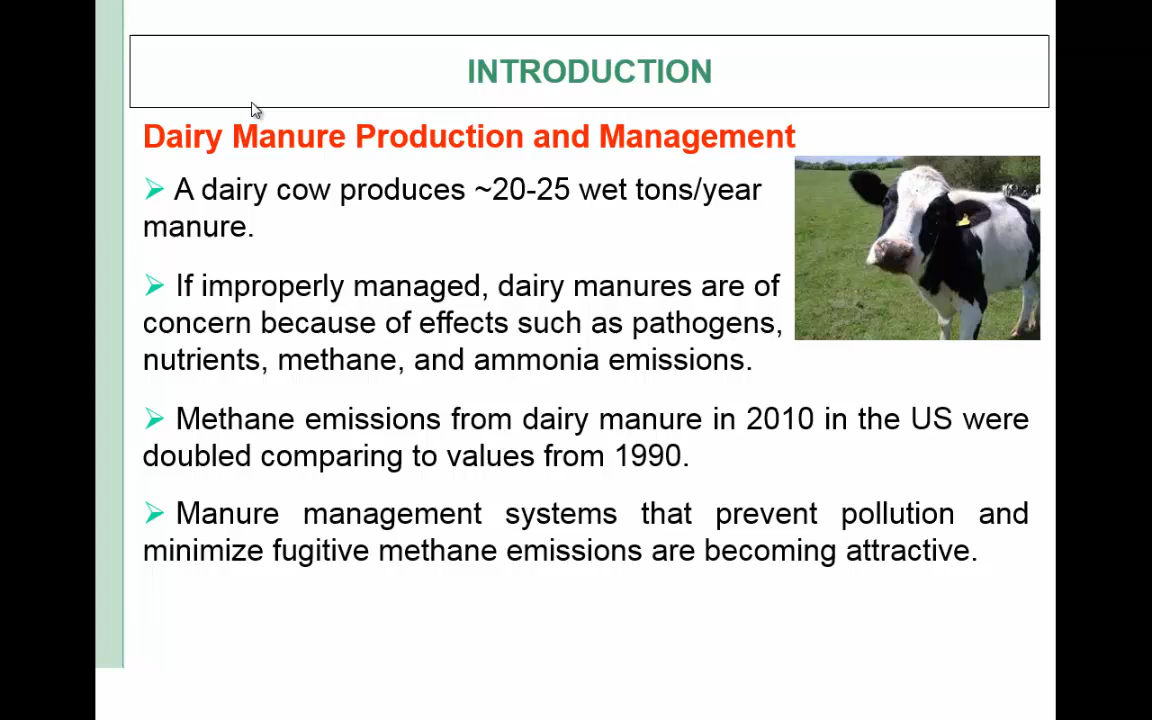 INTRODUCTION
Dairy Manure Production and Management
A dairy cow produces ~20-25 wet tons/year
manure.
If improperly managed, dairy manures are of
concern because of effects such as pathogens,
nutrients, methane, and ammonia emissions.
Methane emissions from dairy manure in 2010 in the US were
doubled comparing to values from 1990.
Manure management systems that prevent pollution and
minimize fugitive methane emissions are becoming attractive.